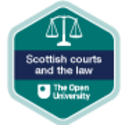 Scottish courts
and the law
The Open
University